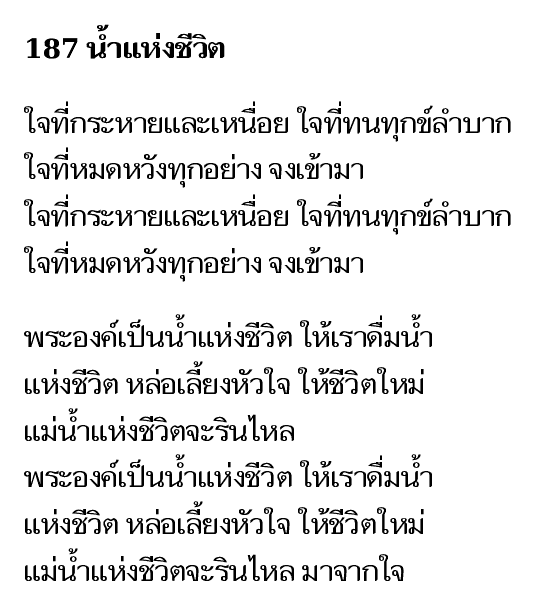 187 น้ำแห่งชีวิต
ใจที่กระหายและเหนื่อย ใจที่ทนทุกข์ลำบาก
ใจที่หมดหวังทุกอย่าง จงเข้ามา
ใจที่กระหายและเหนื่อย ใจที่ทนทุกข์ลำบาก
ใจที่หมดหวังทุกอย่าง จงเข้ามา
พระองค์เป็นน้ำแห่งชีวิต ให้เราดื่มน้ำ
แห่งชีวิต หล่อเลี้ยงหัวใจ ให้ชีวิตใหม่
แม่น้ำแห่งชีวิตจะรินไหล
พระองค์เป็นน้ำแห่งชีวิต ให้เราดื่มน้ำ
แห่งชีวิต หล่อเลี้ยงหัวใจ ให้ชีวิตใหม่
แม่น้ำแห่งชีวิตจะรินไหล มาจากใจ